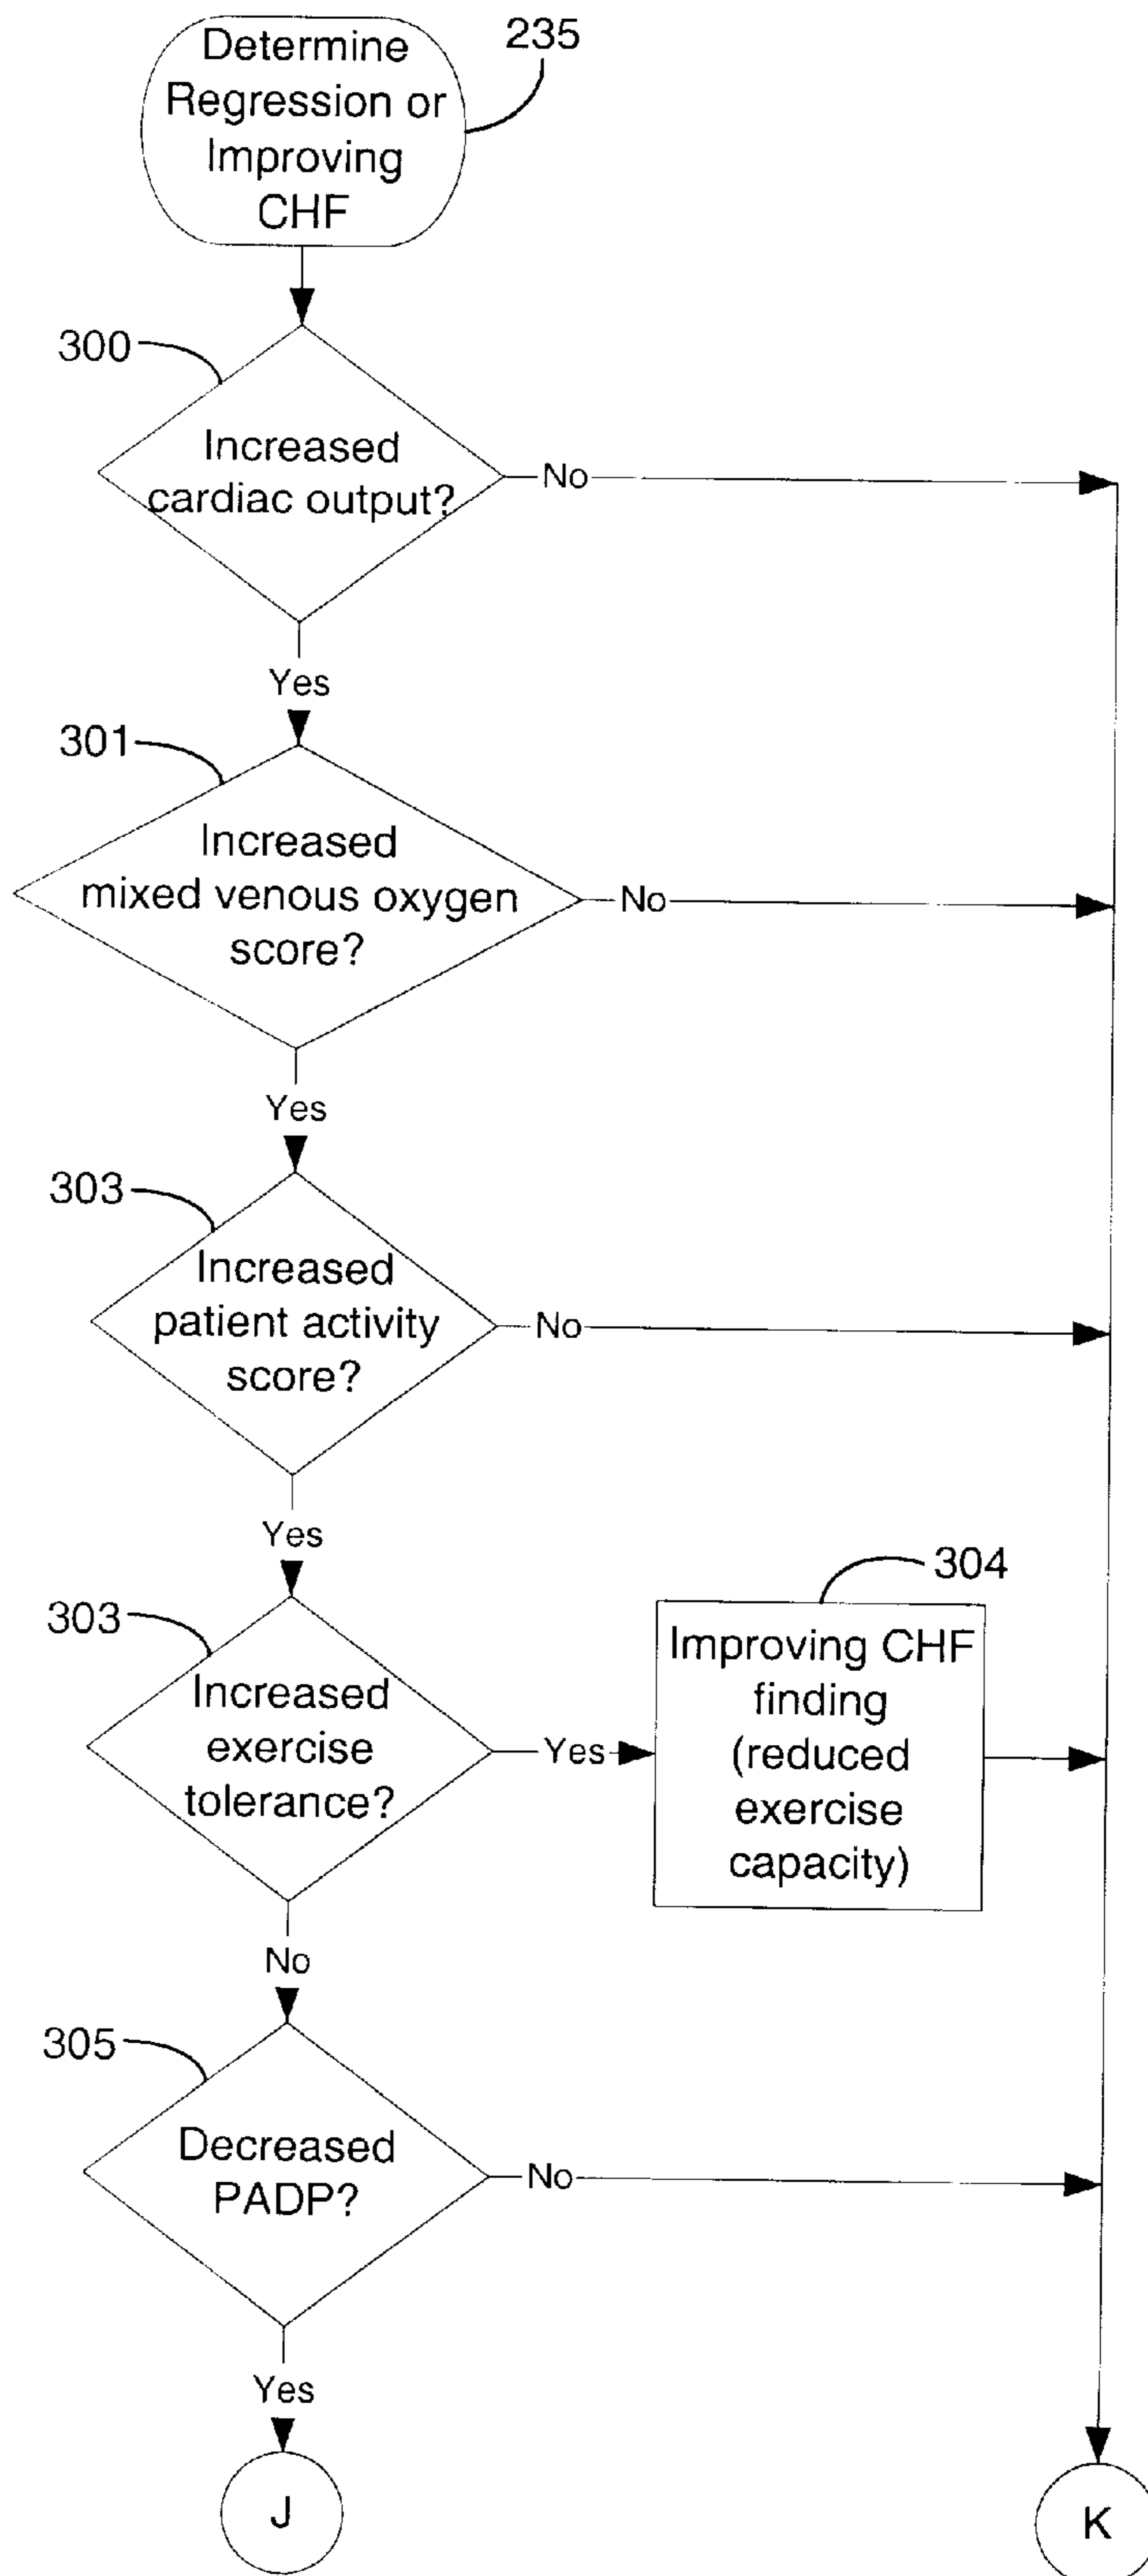 Determine
Regression or
Improving
CHF
235
300
Increased
cardiac output?
No
Yes
301
Increased
mixed venous oxygen
score?
No
Yes
303
Increased
patient activity
score?
No
Yes
303
Increased
exercise
tolerance?
Yes
304
Improving CHF
finding
(reduced
exercise
capacity)
No
305
Decreased
PADP?
No
Yes
J
K